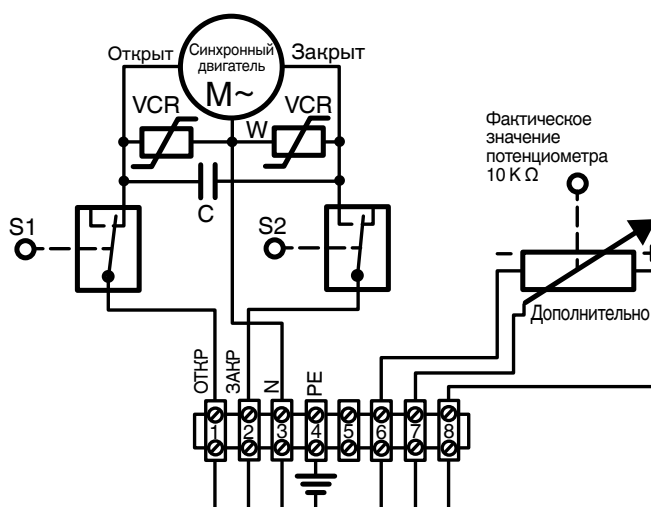 Открыт
Синхронный
двигатель
M~
Закрыт
VCR
VCR
W
C
S1
S2
Фактическое
значение
потенциометра
10 K Ω
−
+
Дополнительно
ОТКР
ЗАКР
N
PE
1
2
3
4
5
6
7
8